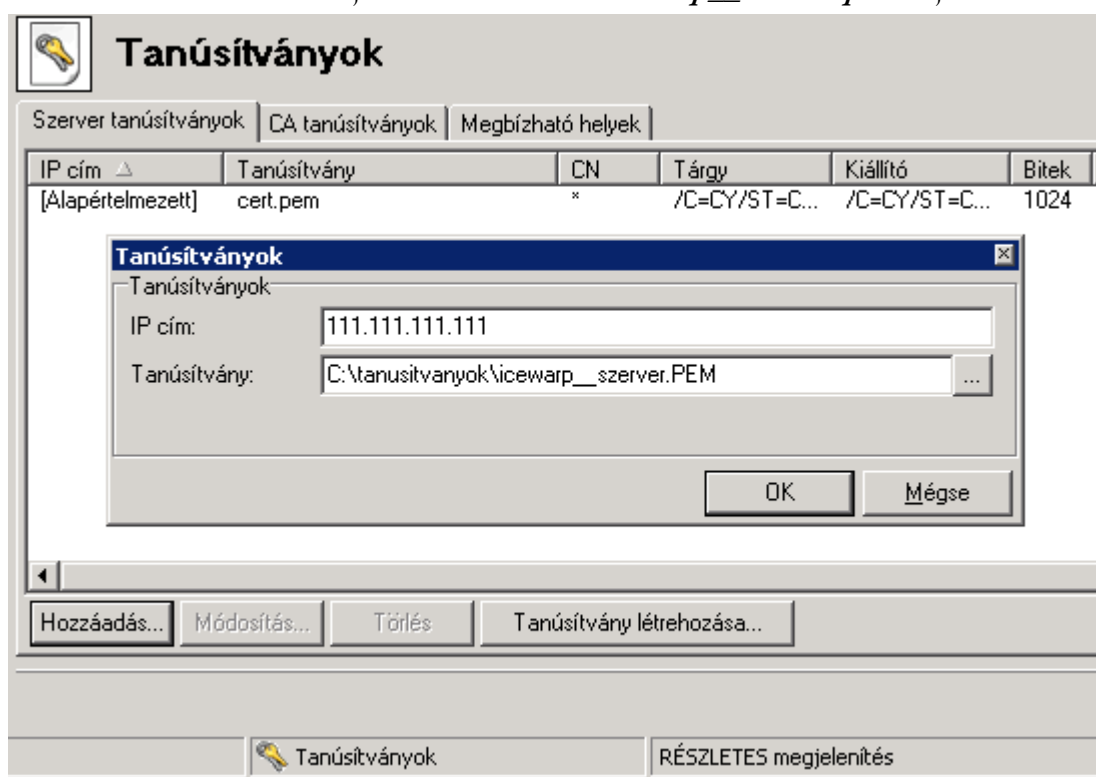 Tanúsítványok
Szerver tanúsítványok CA tanúsítványok Megbízható helyek
IP cím Tanúsítvány CN Tárgy Kiállító Bitek
[Alapértelmezett] cert.pem * /C=CY/ST=C... /C=CY/ST=C... 1024
Tanúsítványok
Tanúsítványok
IP cím: 111.111.111.111
Tanúsítvány: C:\tanusitvanyok\icewarp__szerver.PEM ...
OK Mégse
Hozzáadás... Módosítás... Törlés Tanúsítvány létrehozása...
Tanúsítványok RÉSZLETES megjelenítés